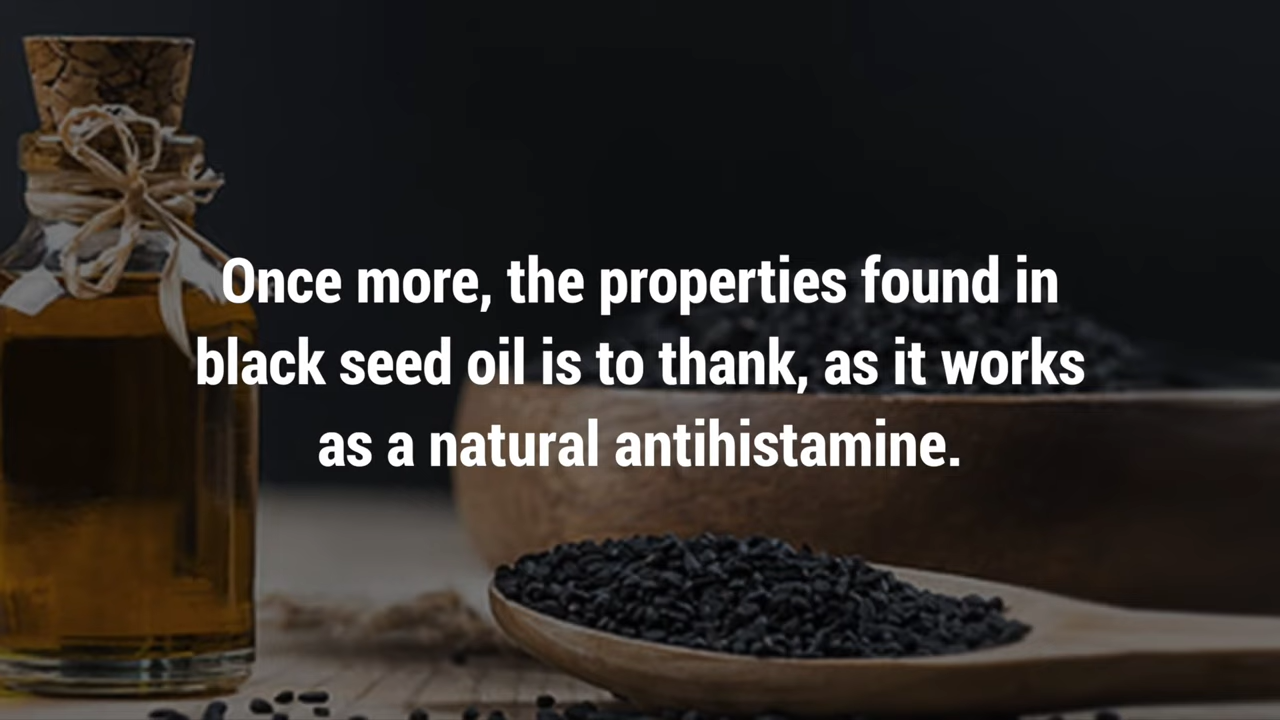 Once more, the properties found in
black seed oil is to thank, as it works
as a natural antihistamine.